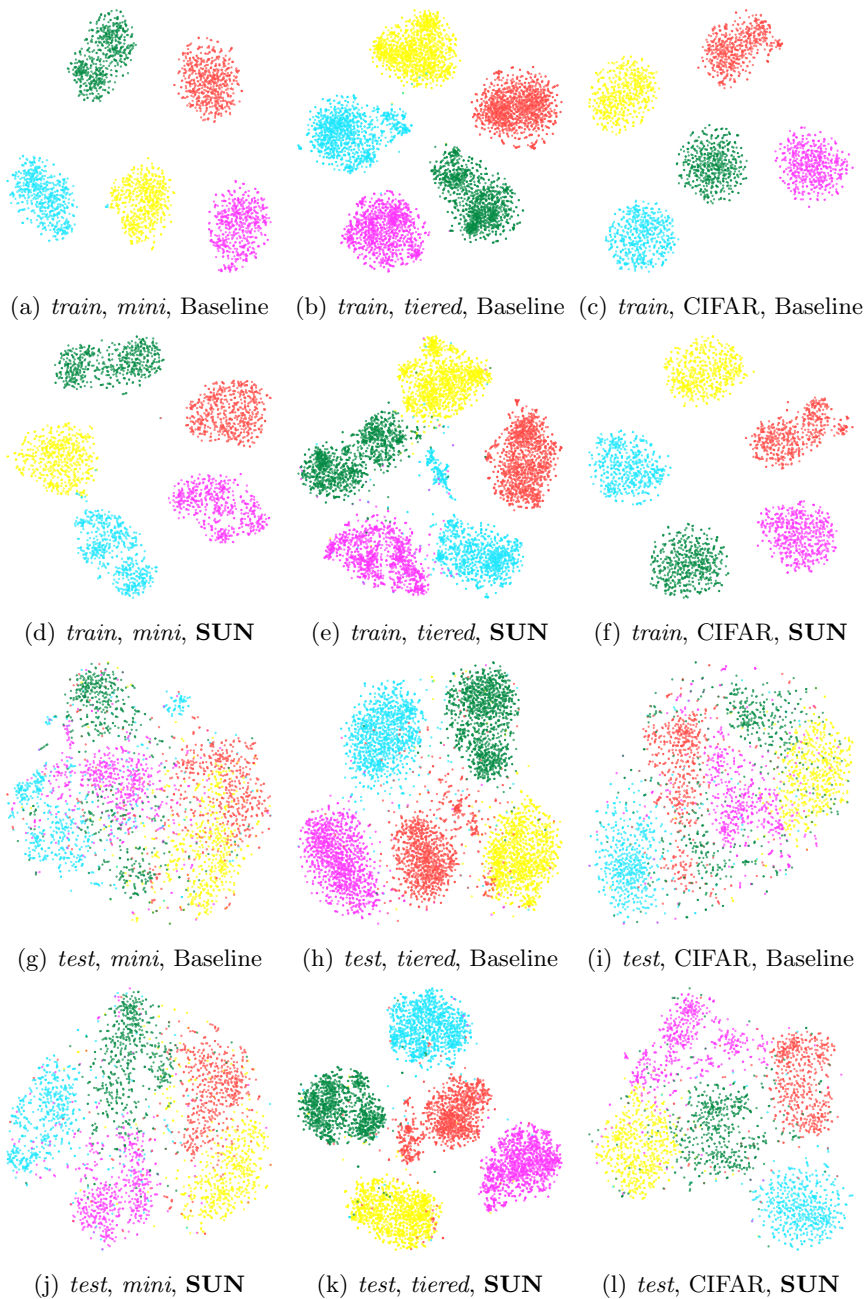 (a) train, mini, Baseline (b) train, tiered, Baseline (c) train, CIFAR, Baseline
(d) train, mini, SUN (e) train, tiered, SUN (f) train, CIFAR, SUN
(g) test, mini, Baseline (h) test, tiered, Baseline (i) test, CIFAR, Baseline
(j) test, mini, SUN (k) test, tiered, SUN (l) test, CIFAR, SUN